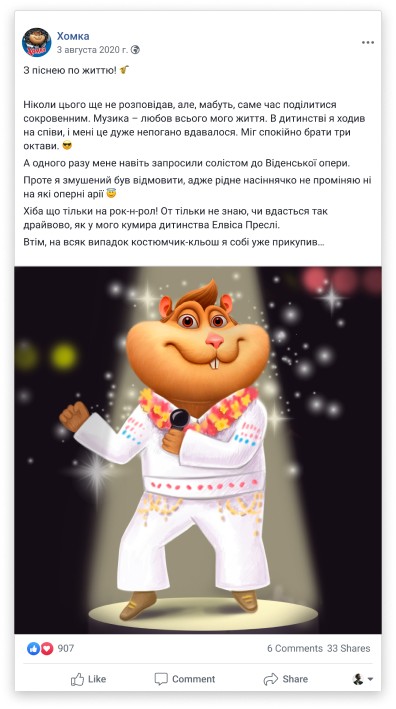 Хомка
3 августа 2020 г.
З піснею по життю! 🎷
Ніколи цього ще не розповідав, але, мабуть, саме час поділитися
сокровенним. Музика – любов всього мого життя. В дитинстві я ходив
на співи, і мені це дуже непогано вдавалося. Міг спокійно брати три
октави. 😎
А одного разу мене навіть запросили солістом до Віденської опери.
Проте я змушений був відмовити, адже рідне насіннячко не проміняю ні
на які оперні арії 😇
Хіба що тільки на рок-н-рол! От тільки не знаю, чи вдасться так
драйвово, як у мого кумира дитинства Елвіса Преслі.
Втім, на всяк випадок костюмчик-кльош я собі уже прикупив...
907
6 Comments 33 Shares
Like
Comment
Share